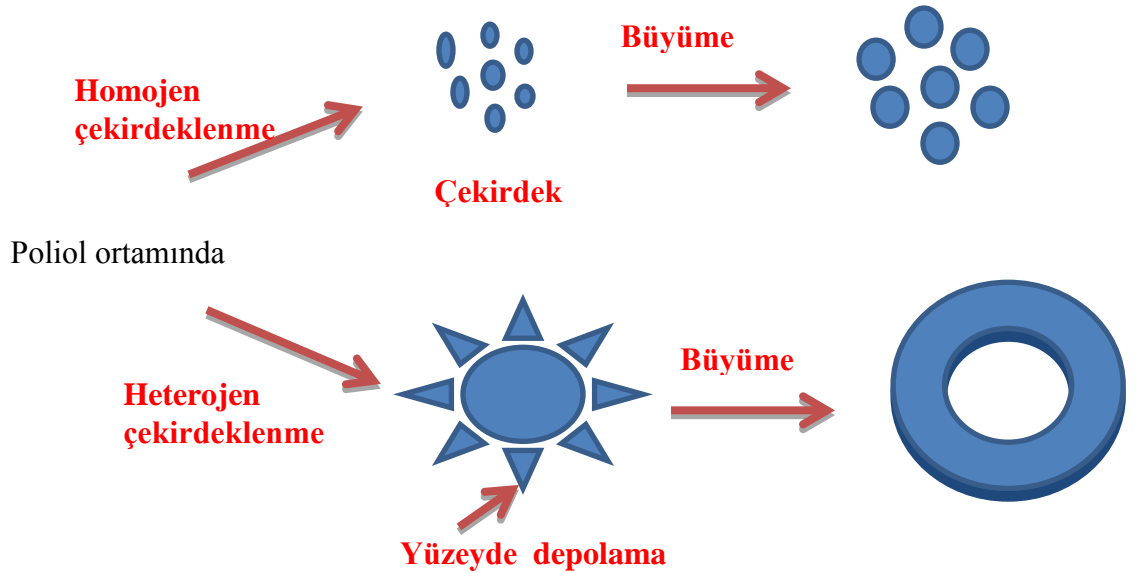 Büyüme
Homojen
çekirdeklenme
Çekirdek
Poliol ortamında
Büyüme
Heterojen
çekirdeklenme
Yüzeyde depolama